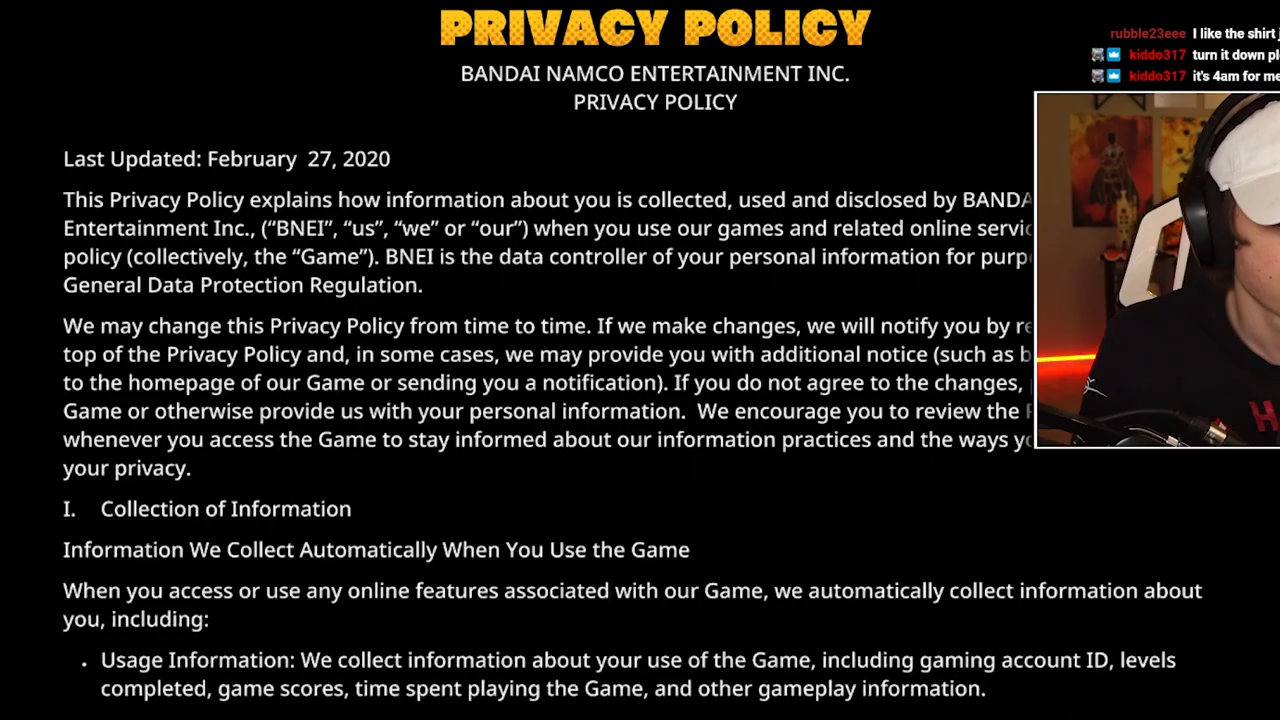 PRIVACY POLICY
BANDAI NAMCO ENTERTAINMENT INC.
PRIVACY POLICY
rubble23eee I like the shirt
kiddo317 turn it down
kiddo317 it's 4am for me
Last Updated: February 27, 2020
This Privacy Policy explains how information about you is collected, used and disclosed by
Entertainment Inc., (“BNEI”, “us”, “we” or “our”) when you use our games and related online
policy (collectively, the “Game”). BNEI is the data controller of your personal information for
General Data Protection Regulation.
We may change this Privacy Policy from time to time. If we make changes, we will notify you by
top of the Privacy Policy and, in some cases, we may provide you with additional notice (such as
to the homepage of our Game or sending you a notification). If you do not agree to the changes,
Game or otherwise provide us with your personal information. We encourage you to review the
whenever you access the Game to stay informed about our information practices and the ways
your privacy.
I. Collection of Information
Information We Collect Automatically When You Use the Game
When you access or use any online features associated with our Game, we automatically collect information about
you, including:
• Usage Information: We collect information about your use of the Game, including gaming account ID, levels
completed, game scores, time spent playing the Game, and other gameplay information.